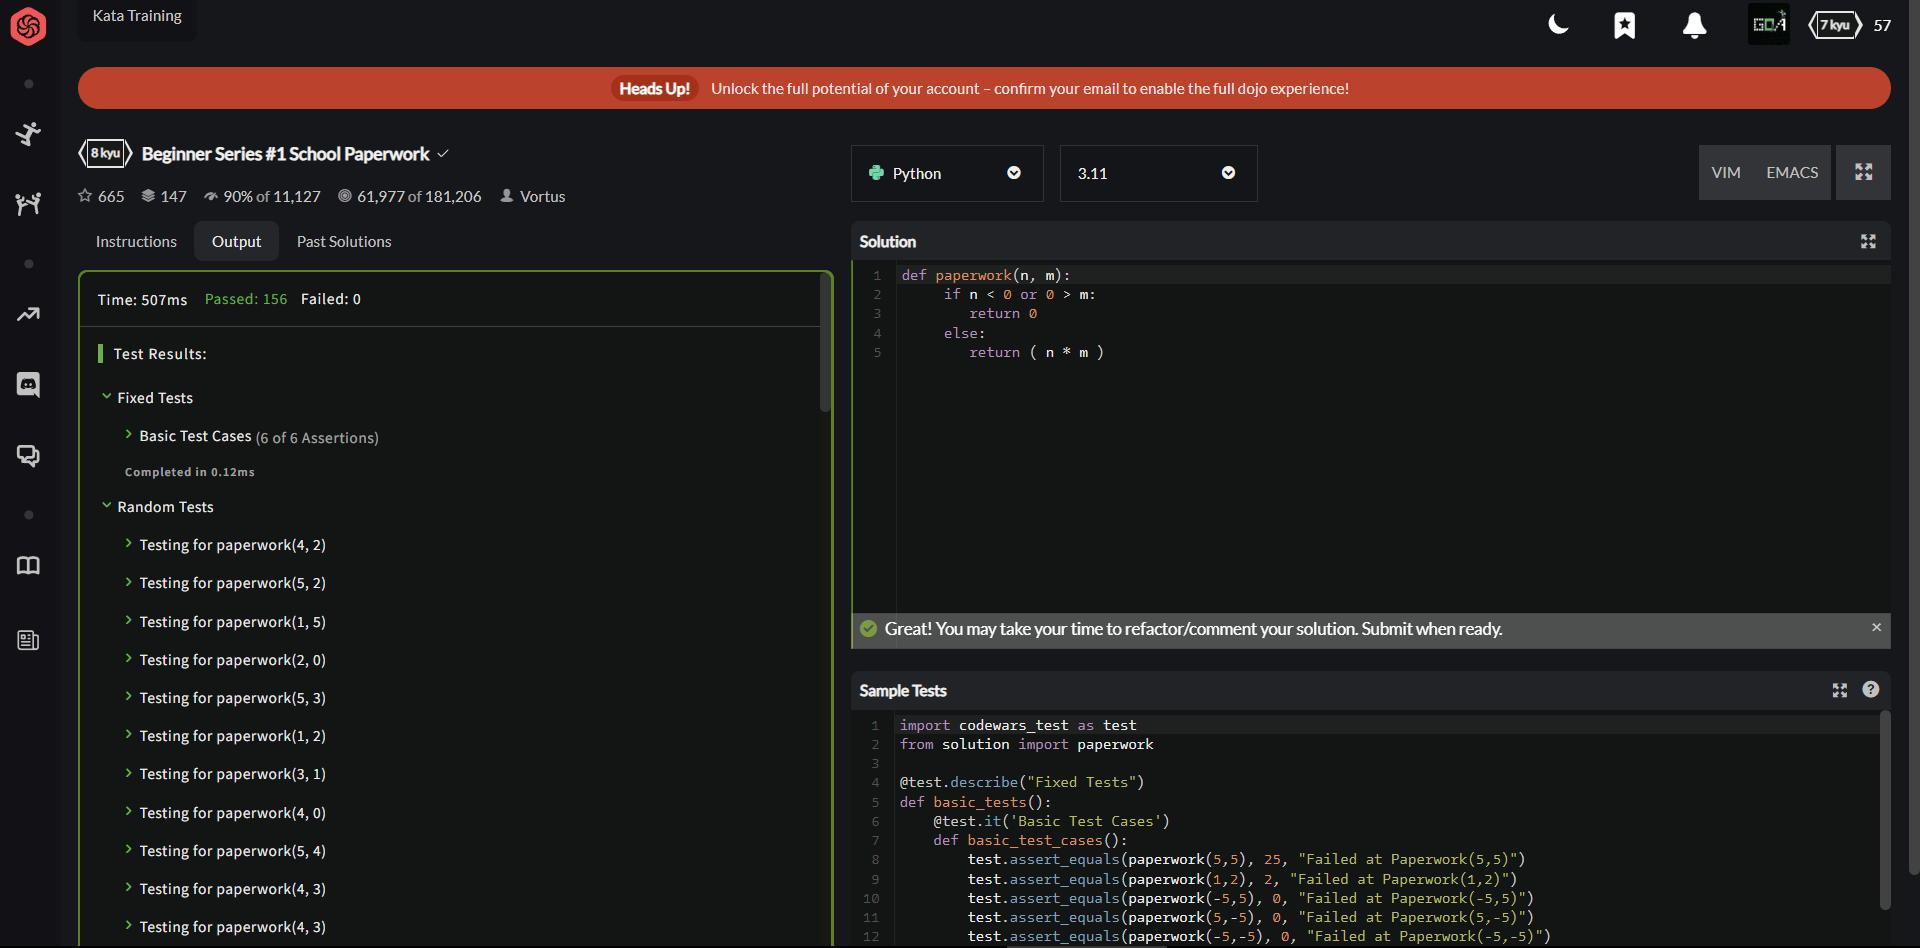 Kata Training
7 kyu 57
Heads Up! Unlock the full potential of your account – confirm your email to enable the full dojo experience!
8 kyu Beginner Series #1 School Paperwork
665 147 90% of 11,127 61,977 of 181,206 Vortus
Instructions Output Past Solutions
Time: 507ms Passed: 156 Failed: 0
Test Results:
Fixed Tests
Basic Test Cases (6 of 6 Assertions)
Completed in 0.12ms
Random Tests
Testing for paperwork(4, 2)
Testing for paperwork(5, 2)
Testing for paperwork(1, 5)
Testing for paperwork(2, 0)
Testing for paperwork(5, 3)
Testing for paperwork(1, 2)
Testing for paperwork(3, 1)
Testing for paperwork(4, 0)
Testing for paperwork(5, 4)
Testing for paperwork(4, 3)
Testing for paperwork(4, 3)
Python 3.11 VIM EMACS
Solution
1 def paperwork(n, m):
2 if n < 0 or 0 > m:
3 return 0
4 else:
5 return ( n * m )
Great! You may take your time to refactor/comment your solution. Submit when ready.
Sample Tests
1 import codewars_test as test
2 from solution import paperwork
3
4 @test.describe("Fixed Tests")
5 def basic_tests():
6 @test.it('Basic Test Cases')
7 def basic_test_cases():
8 test.assert_equals(paperwork(5,5), 25, "Failed at Paperwork(5,5)")
9 test.assert_equals(paperwork(1,2), 2, "Failed at Paperwork(1,2)")
10 test.assert_equals(paperwork(-5,5), 0, "Failed at Paperwork(-5,5)")
11 test.assert_equals(paperwork(5,-5), 0, "Failed at Paperwork(5,-5)")
12 test.assert_equals(paperwork(-5,-5), 0, "Failed at Paperwork(-5,-5)")